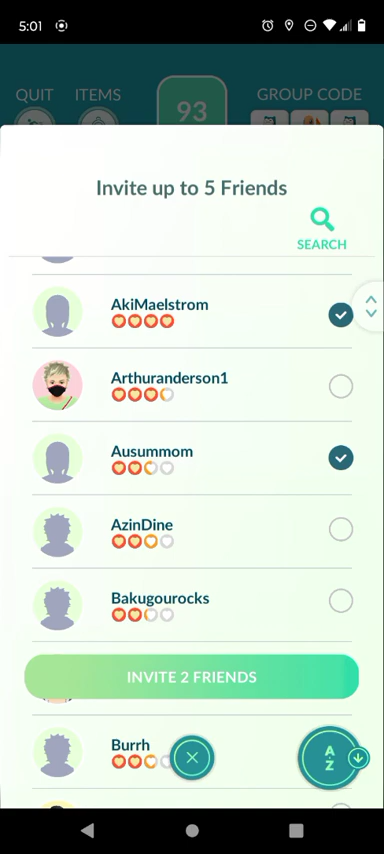 5:01
QUIT ITEMS 93 GROUP CODE
Invite up to 5 Friends
SEARCH
AkiMaelstrom
Arthuranderson1
Ausummom
AzinDine
Bakugourocks
INVITE 2 FRIENDS
Burrh
A
Z